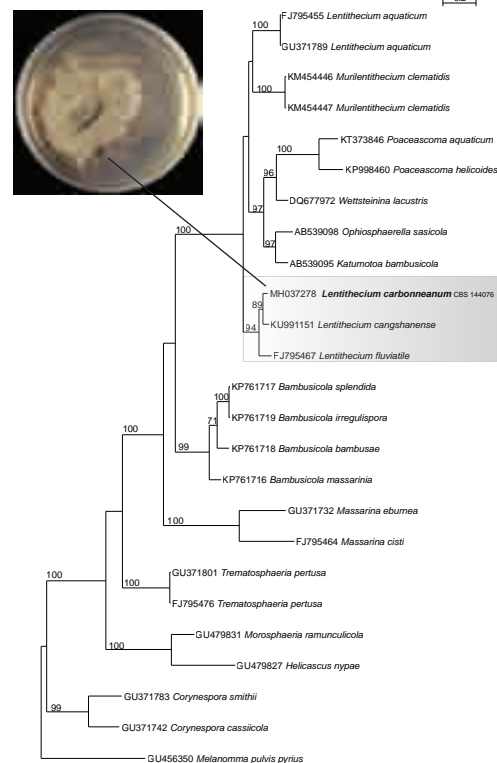 FJ795455 Lentithecium aquaticum
100
GU371789 Lentithecium aquaticum
KM454446 Murilentithecium clematidis
100
KM454447 Murilentithecium clematidis
KT373846 Poaceascoma aquaticum
100
KP998460 Poaceascoma helicoides
96
DQ677972 Wettsteinina lacustris
97
AB539098 Ophiosphaerella sasicola
100
97
AB539095 Katumotoa bambusicola
MH037278 Lentithecium carbonneanum CBS 144076
89
KU991151 Lentithecium cangshanense
94
FJ795467 Lentithecium fluviatile
KP761717 Bambusicola splendida
100
KP761719 Bambusicola irregulispora
71
KP761718 Bambusicola bambusae
99
KP761716 Bambusicola massarinia
100
GU371732 Massarina eburnea
100
FJ795464 Massarina cisti
GU371801 Trematosphaeria pertusa
100
FJ795476 Trematosphaeria pertusa
GU479831 Morosphaeria ramunculicola
100
GU479827 Helicascus nypae
100
GU371783 Corynespora smithii
99
GU371742 Corynespora cassiicola
GU456350 Melanomma pulvis pyrius